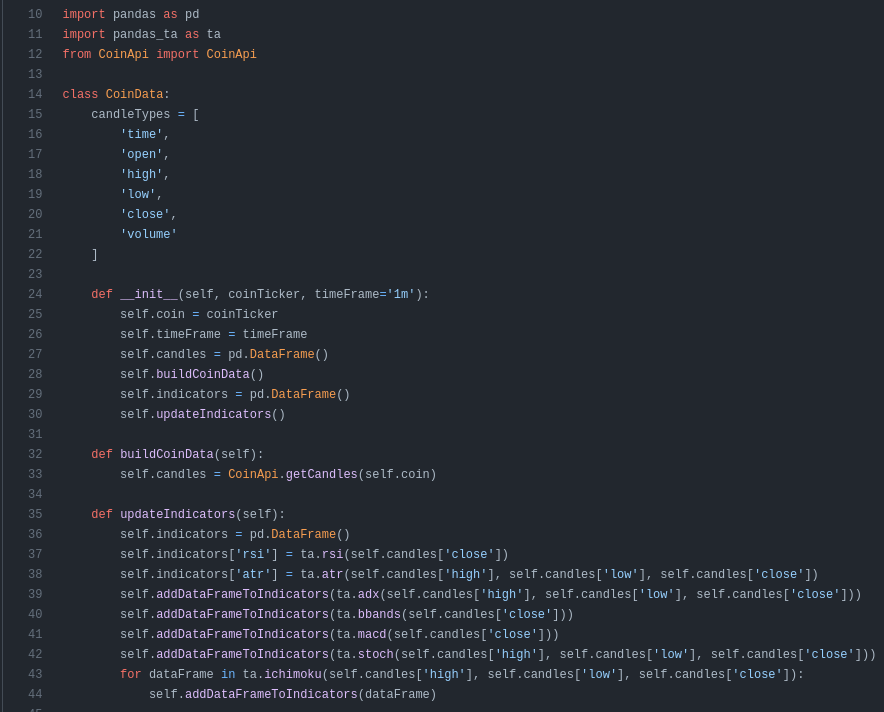 10 import pandas as pd
11 import pandas_ta as ta
12 from CoinApi import CoinApi
13
14 class CoinData:
15     candleTypes = [
16         'time',
17         'open',
18         'high',
19         'low',
20         'close',
21         'volume'
22     ]
23
24     def __init__(self, coinTicker, timeFrame='1m'):
25         self.coin = coinTicker
26         self.timeFrame = timeFrame
27         self.candles = pd.DataFrame()
28         self.buildCoinData()
29         self.indicators = pd.DataFrame()
30         self.updateIndicators()
31
32     def buildCoinData(self):
33         self.candles = CoinApi.getCandles(self.coin)
34
35     def updateIndicators(self):
36         self.indicators = pd.DataFrame()
37         self.indicators['rsi'] = ta.rsi(self.candles['close'])
38         self.indicators['atr'] = ta.atr(self.candles['high'], self.candles['low'], self.candles['close'])
39         self.addDataFrameToIndicators(ta.adx(self.candles['high'], self.candles['low'], self.candles['close']))
40         self.addDataFrameToIndicators(ta.bbands(self.candles['close']))
41         self.addDataFrameToIndicators(ta.macd(self.candles['close']))
42         self.addDataFrameToIndicators(ta.stoch(self.candles['high'], self.candles['low'], self.candles['close']))
43         for dataFrame in ta.ichimoku(self.candles['high'], self.candles['low'], self.candles['close']):
44             self.addDataFrameToIndicators(dataFrame)